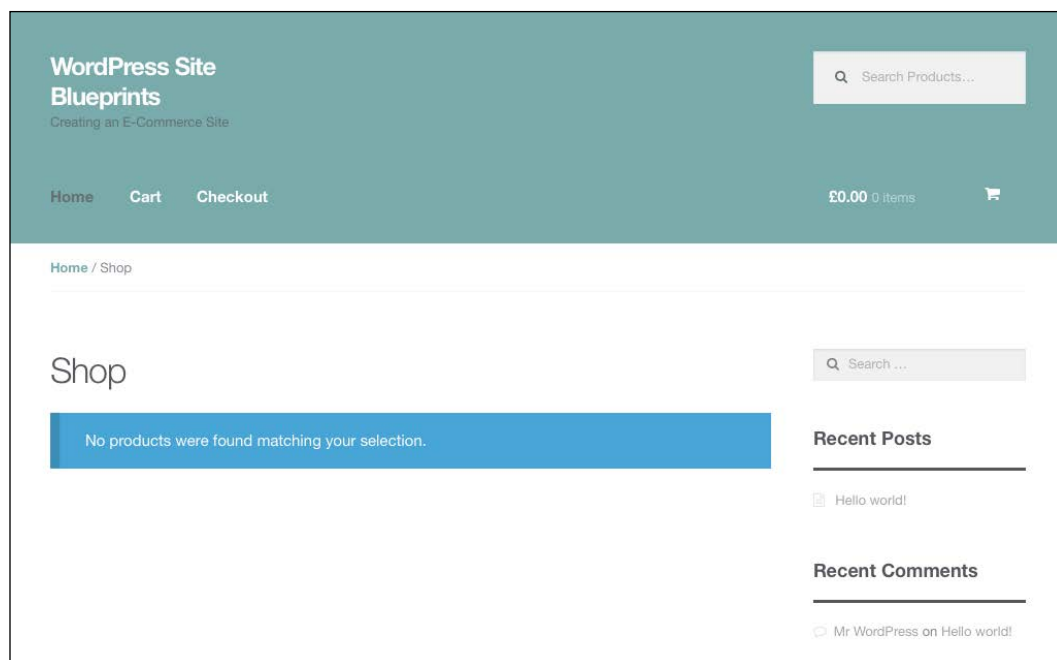 WordPress Site
Blueprints
Creating an E-Commerce Site
Search Products...
Home Cart Checkout
£0.00 0 items
Home / Shop
Shop
No products were found matching your selection.
Search ...
Recent Posts
Hello world!
Recent Comments
Mr WordPress on Hello world!